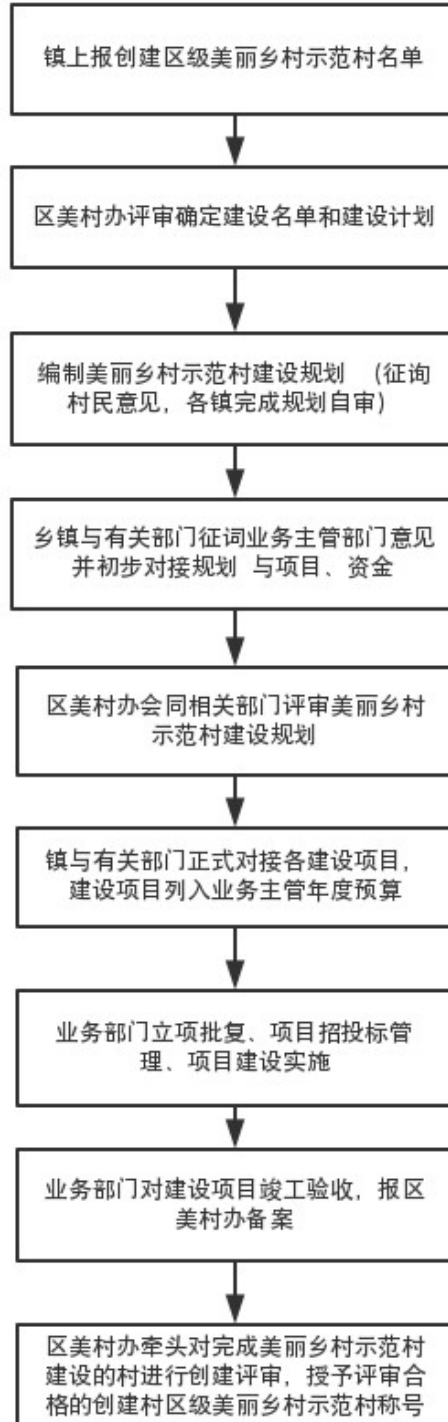 镇上报创建区级美丽乡村示范村名单
区美村办评审确定建设名单和建设计划
编制美丽乡村示范村建设规划 (征询
村民意见，各镇完成规划自审)
乡镇与有关部门征词业务主管部门意见
并初步对接规划 与项目、资金
区美村办会同相关部门评审美丽乡村
示范村建设规划
镇与有关部门正式对接各建设项目，
建设项目列入业务主管年度预算
业务部门立项批复、项目招投标管
理、项目建设实施
业务部门对建设项目竣工验收，报区
美村办备案
区美村办牵头对完成美丽乡村示范村
建设的村进行创建评审，授予评审合
格的创建村区级美丽乡村示范村称号